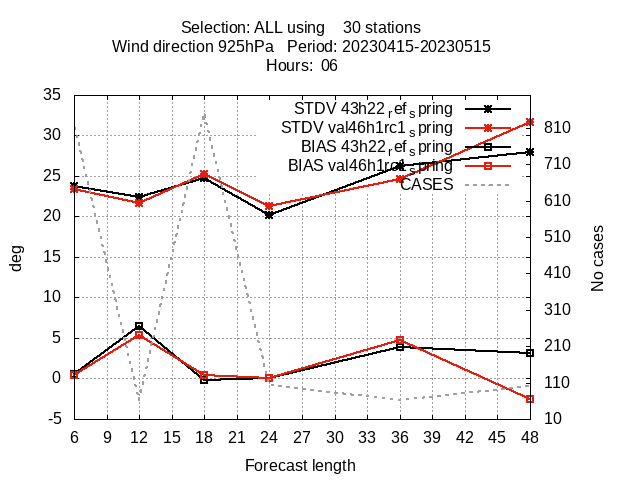 Selection: ALL using    30 stations
Wind direction 925hPa   Period: 20230415-20230515
Hours:  06
STDV 43h22_ref_spring
STDV val46h1rc1_spring
BIAS 43h22_ref_spring
BIAS val46h1rc1_spring
CASES
35
30
25
20
15
10
5
0
-5
deg
810
710
610
510
410
310
210
110
10
No cases
6 12 15 18 21 24 27 30 33 36 39 42 45 48
Forecast length